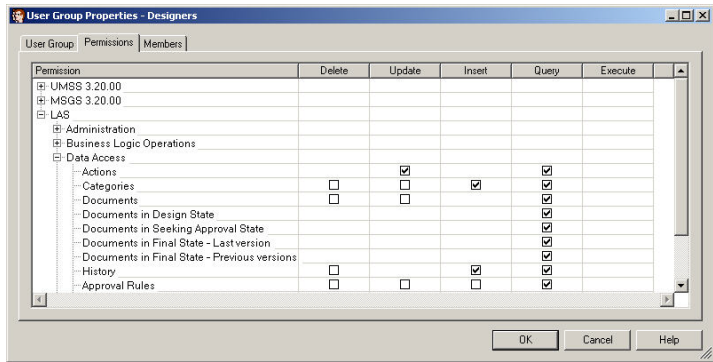 User Group Properties - Designers
User Group Permissions Members
Permission Delete Update Insert Query Execute
UMSS 3.20.00
MSGS 3.20.00
LAS
Administration
Business Logic Operations
Data Access
Actions
Categories
Documents
Documents in Design State
Documents in Seeking Approval State
Documents in Final State - Last version
Documents in Final State - Previous versions
History
Approval Rules
OK Cancel Help